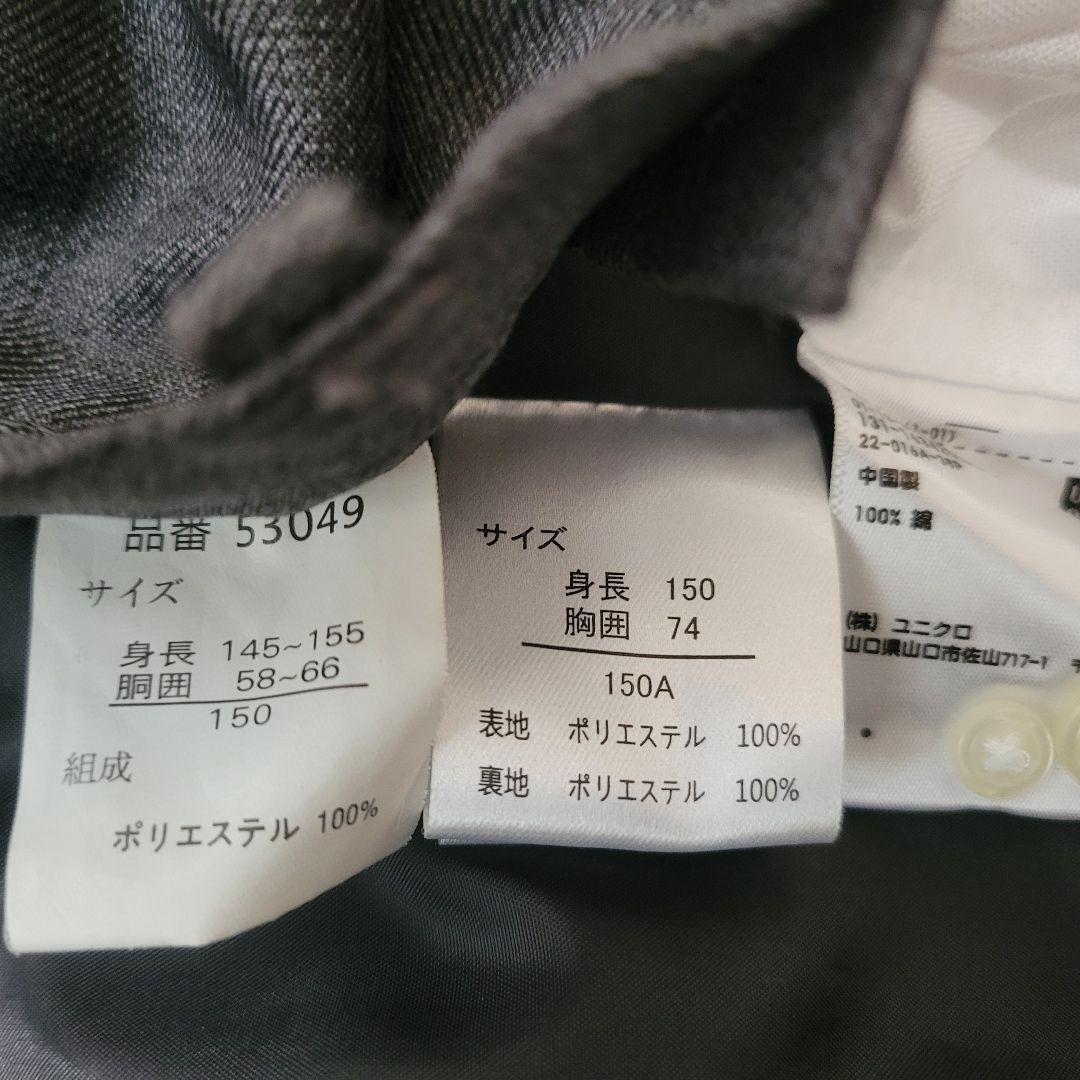 品番 53049
サイズ
身長 145~155
胴囲 58~66
150
組成
ポリエステル 100%
サイズ
身長 150
胸囲 74
150A
表地 ポリエステル 100%
裏地 ポリエステル 100%
中国製
100% 綿
(株) ユニクロ
山口県山口市佐山717-1